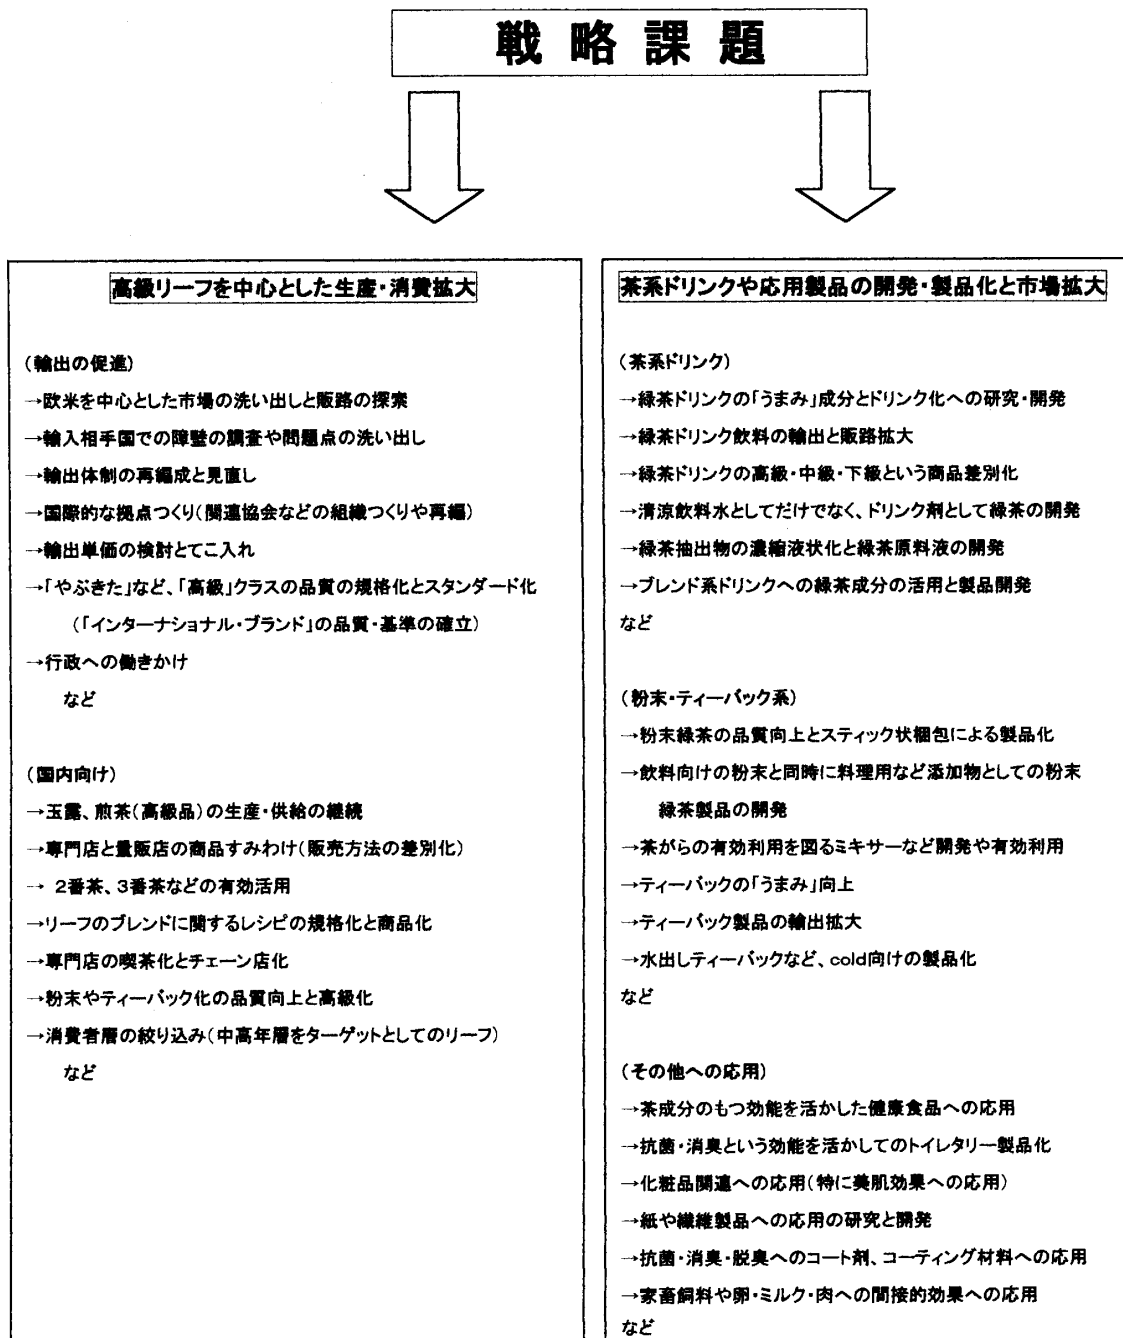 戦略課題
高級リーフを中心とした生産・消費拡大
(輸出の促進)
→欧米を中心とした市場の洗い出しと販路の探索
→輸入相手国での障壁の調査や問題点の洗い出し
→輸出体制の再編成と見直し
→国際的な拠点つくり(関連協会などの組織つくりや再編)
→輸出単価の検討とてこ入れ
→「やぶきた」など、「高級」クラスの品質の規格化とスタンダード化
(「インターナショナル・ブランド」の品質・基準の確立)
→行政への働きかけ
など
(国内向け)
→玉露、煎茶(高級品)の生産・供給の継続
→専門店と量販店の商品すみわけ(販売方法の差別化)
→ 2番茶、3番茶などの有効活用
→リーフのブレンドに関するレシピの規格化と商品化
→専門店の喫茶化とチェーン店化
→粉末やティーバック化の品質向上と高級化
→消費者層の絞り込み(中高年層をターゲットとしてのリーフ)
など
茶系ドリンクや応用製品の開発・製品化と市場拡大
(茶系ドリンク)
→緑茶ドリンクの「うまみ」成分とドリンク化への研究・開発
→緑茶ドリンク飲料の輸出と販路拡大
→緑茶ドリンクの高級・中級・下級という商品差別化
→清涼飲料水としてだけでなく、ドリンク剤として緑茶の開発
→緑茶抽出物の濃縮液状化と緑茶原料液の開発
→ブレンド系ドリンクへの緑茶成分の活用と製品開発
など
(粉末・ティーバック系)
→粉末緑茶の品質向上とスティック状梱包による製品化
→飲料向けの粉末と同時に料理用など添加物としての粉末
緑茶製品の開発
→茶がらの有効利用を図るミキサーなど開発や有効利用
→ティーバックの「うまみ」向上
→ティーバック製品の輸出拡大
→水出しティーバックなど、cold向けの製品化
など
(その他への応用)
→茶成分のもつ効能を活かした健康食品への応用
→抗菌・消臭という効能を活かしてのトイレタリー製品化
→化粧品関連への応用(特に美肌効果への応用)
→紙や繊維製品への応用の研究と開発
→抗菌・消臭・脱臭へのコート剤、コーティング材料への応用
→家畜飼料や卵・ミルク・肉への間接的効果への応用
など